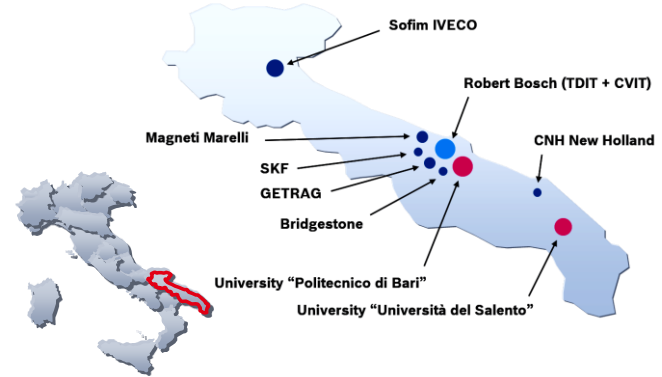 Sofim IVECO
Robert Bosch (TDIT + CVIT)
Magneti Marelli
CNH New Holland
SKF
GETRAG
Bridgestone
University “Politecnico di Bari”
University “Università del Salento”